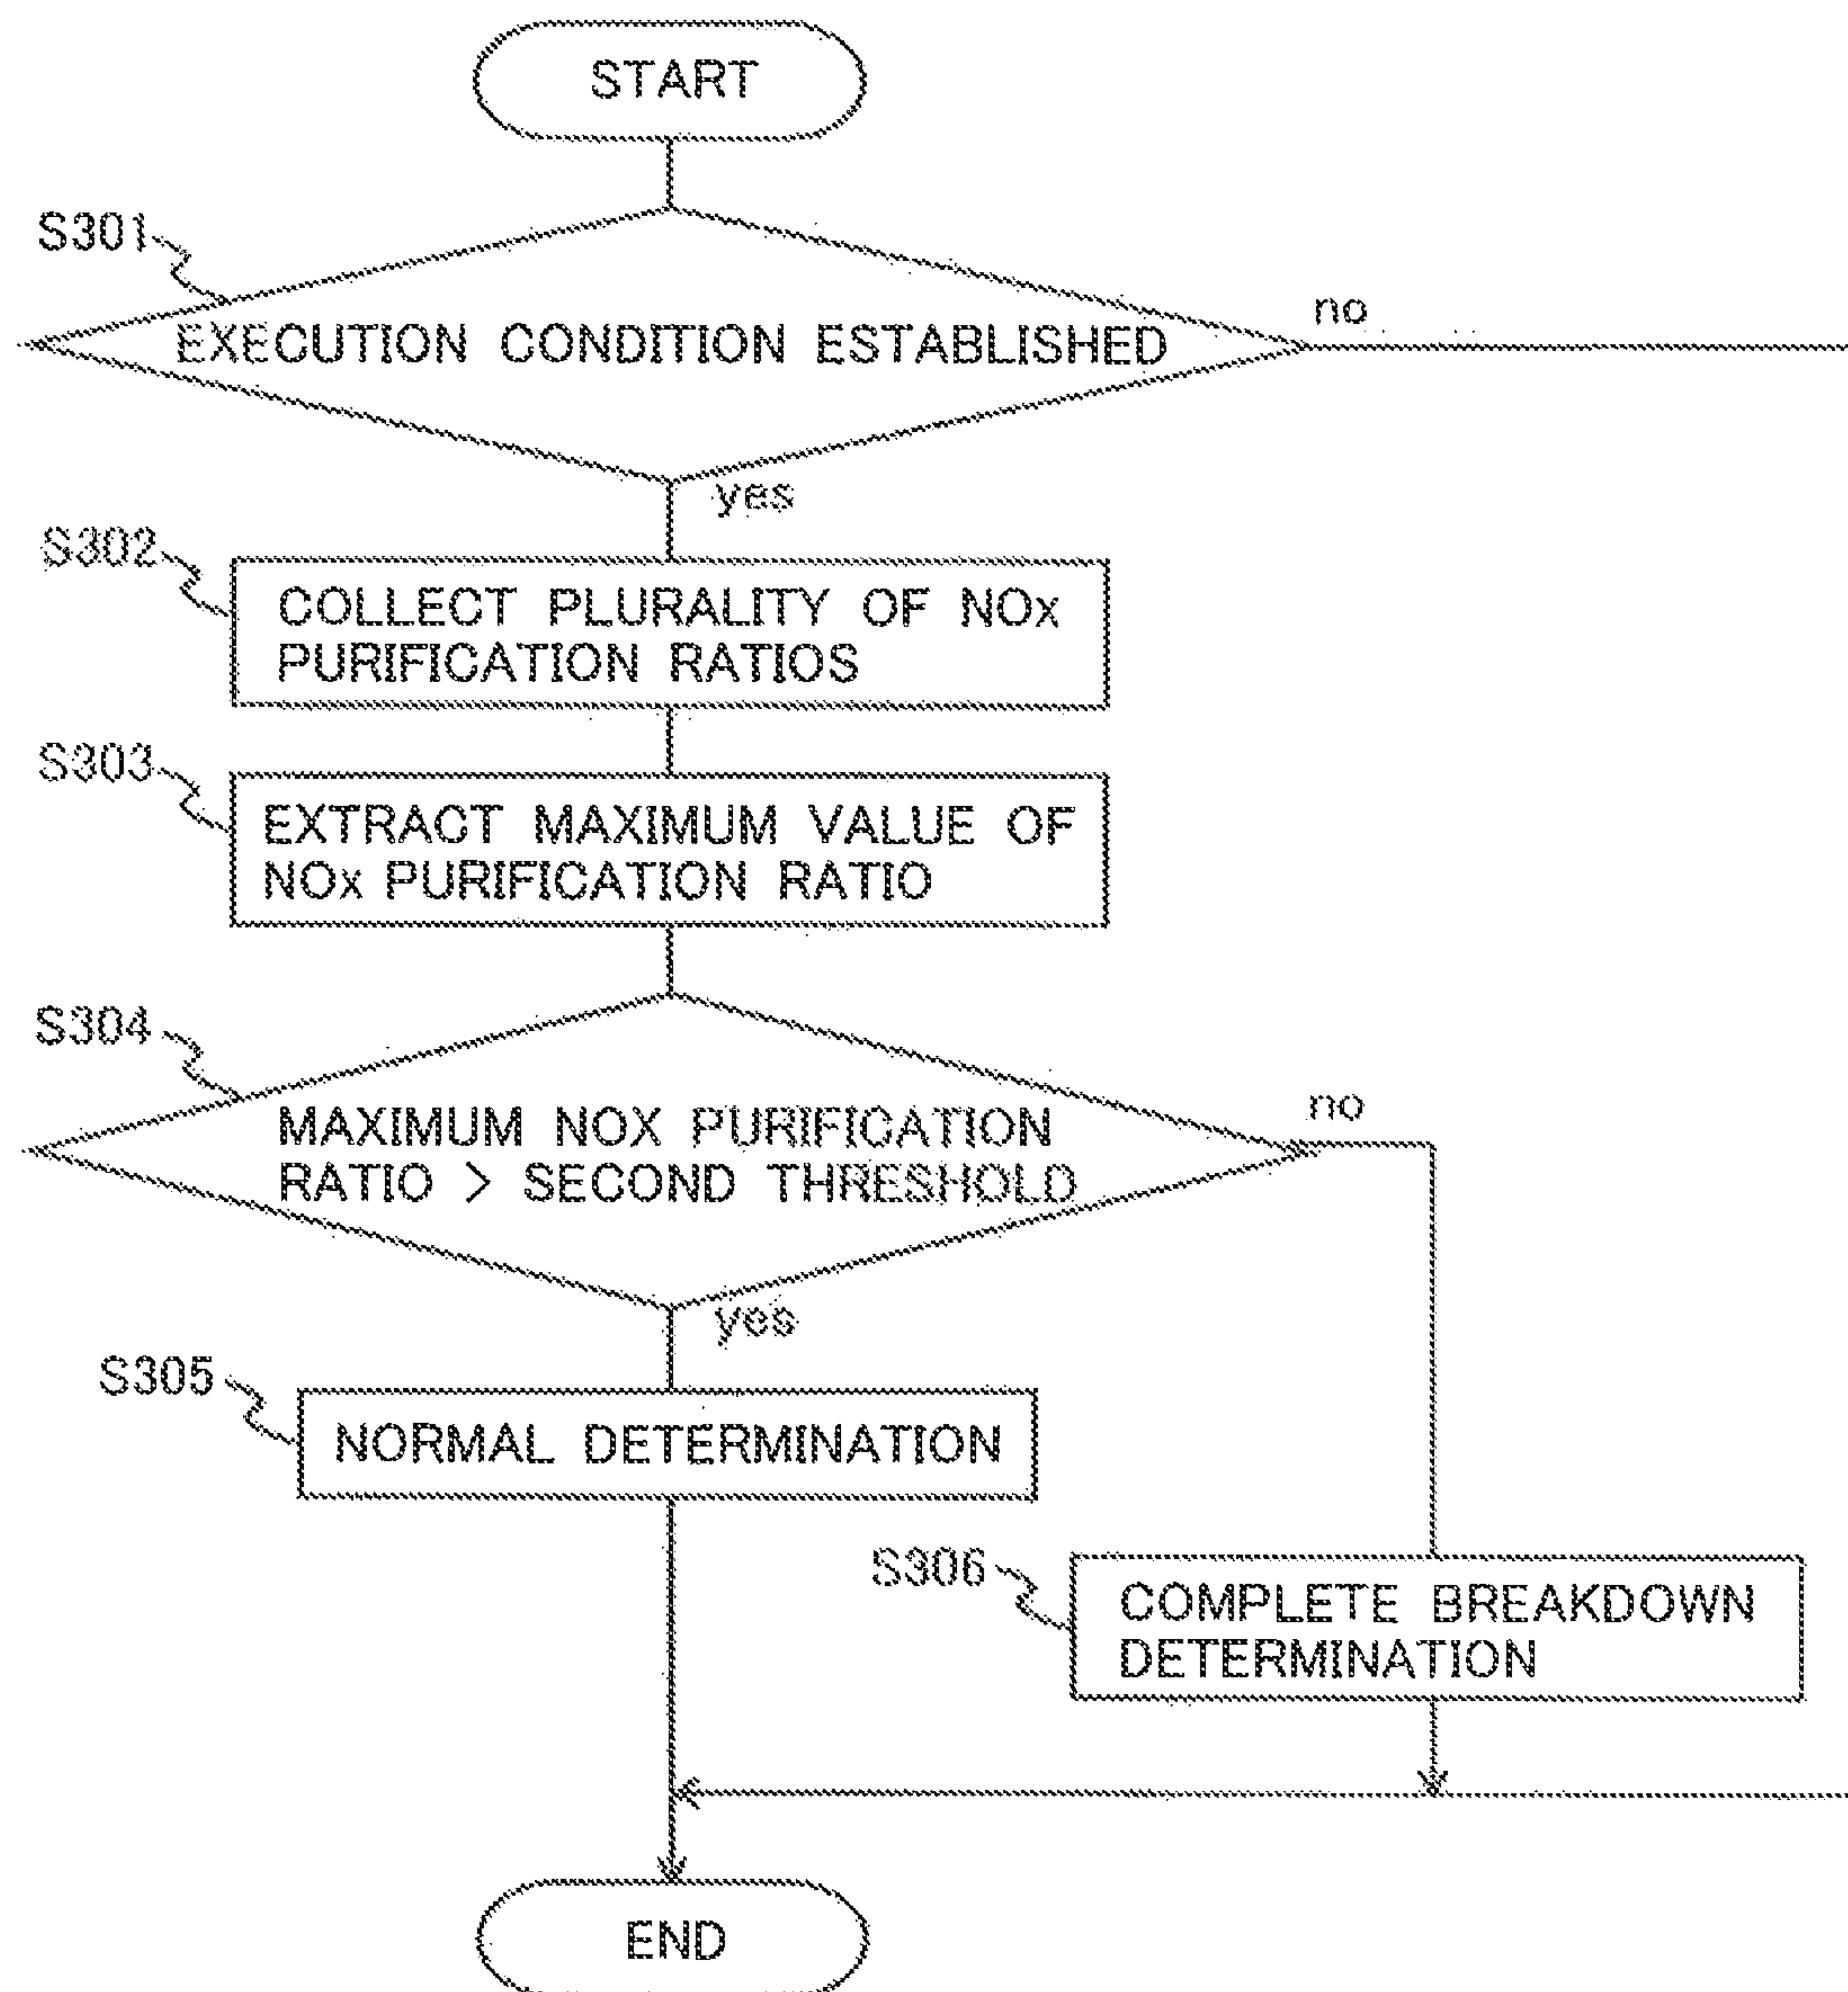 START
S301
EXECUTION CONDITION ESTABLISHED
no
yes
S302
COLLECT PLURALITY OF NOx
PURIFICATION RATIOS
S303
EXTRACT MAXIMUM VALUE OF
NOx PURIFICATION RATIO
S304
MAXIMUM NOX PURIFICATION
RATIO > SECOND THRESHOLD
no
yes
S305
NORMAL DETERMINATION
S306
COMPLETE BREAKDOWN
DETERMINATION
END